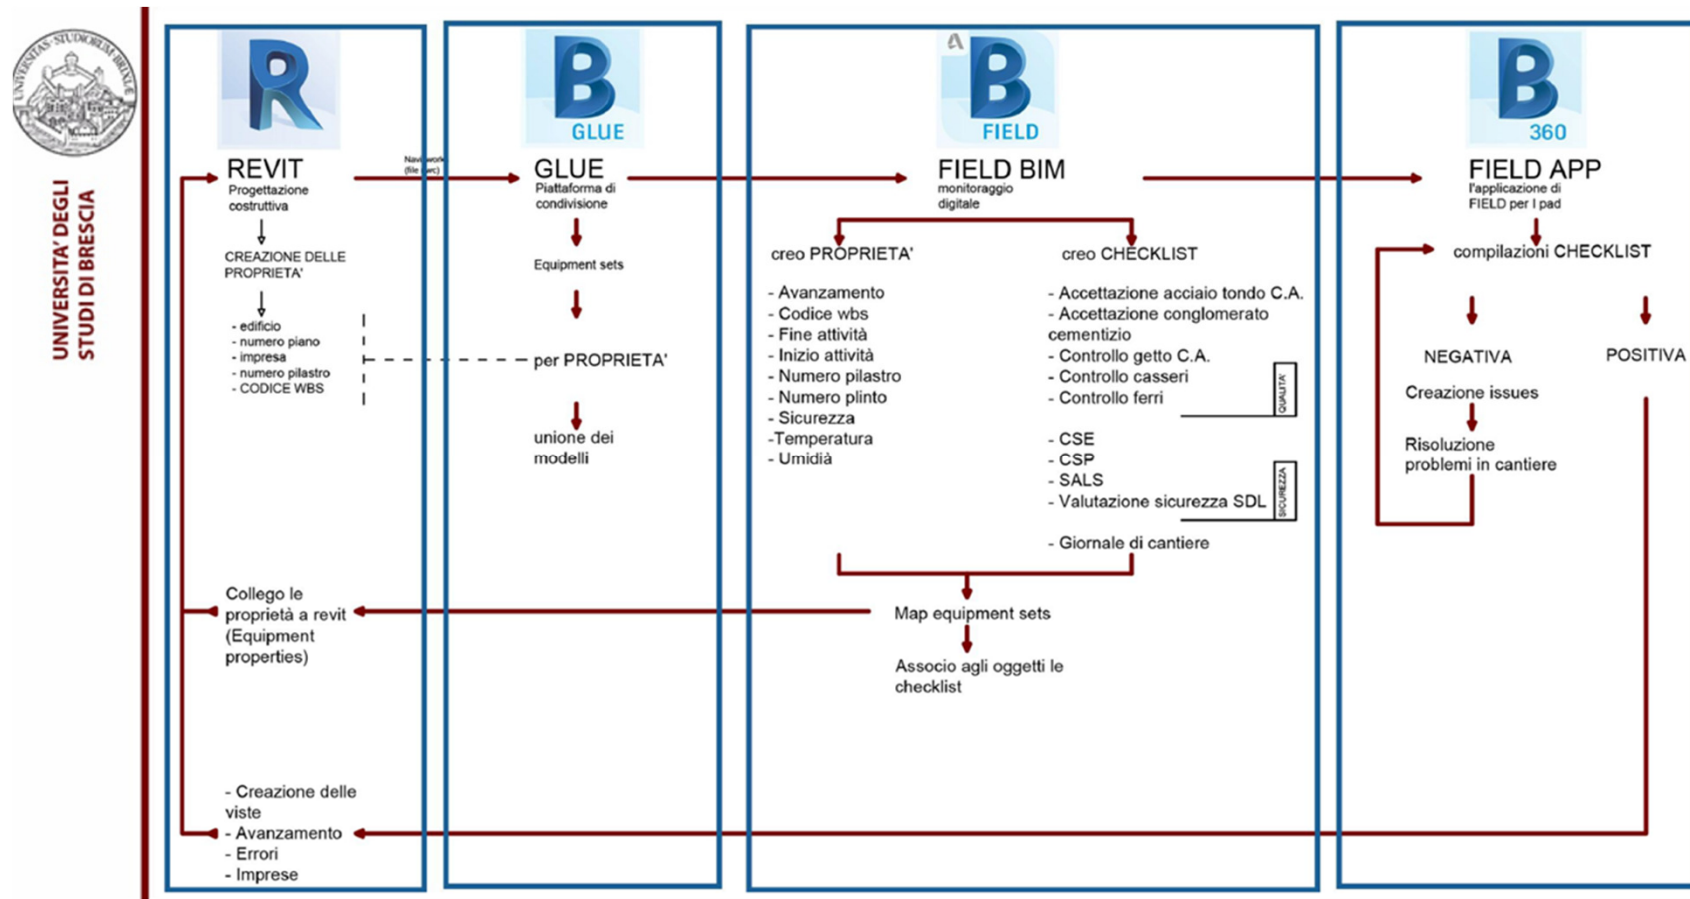 UNIVERSITAS·STUDIORUM·BRIXIÆ
UNIVERSITA' DEGLI
STUDI DI BRESCIA
REVIT
Progettazione
costruttiva
CREAZIONE DELLE
PROPRIETA'
- edificio
- numero piano
- impresa
- numero pilastro
- CODICE WBS
Collego le
proprietà a revit
(Equipment
properties)
- Creazione delle
viste
- Avanzamento
- Errori
- Imprese
(file
GLUE
GLUE
Piattaforma di
condivisione
Equipment sets
per PROPRIETA'
unione dei
modelli
FIELD
FIELD BIM
monitoraggio
digitale
creo PROPRIETA'
- Avanzamento
- Codice wbs
- Fine attività
- Inizio attività
- Numero pilastro
- Numero plinto
- Sicurezza
-Temperatura
- Umidià
creo CHECKLIST
- Accettazione acciaio tondo C.A.
- Accettazione conglomerato
cementizio
- Controllo getto C.A.
- Controllo casseri
- Controllo ferri
QUALITA'
- CSE
- CSP
- SALS
- Valutazione sicurezza SDL
SICUREZZA
- Giornale di cantiere
Map equipment sets
Associo agli oggetti le
checklist
360
FIELD APP
l'applicazione di
FIELD per I pad
compilazioni CHECKLIST
NEGATIVA
POSITIVA
Creazione issues
Risoluzione
problemi in cantiere